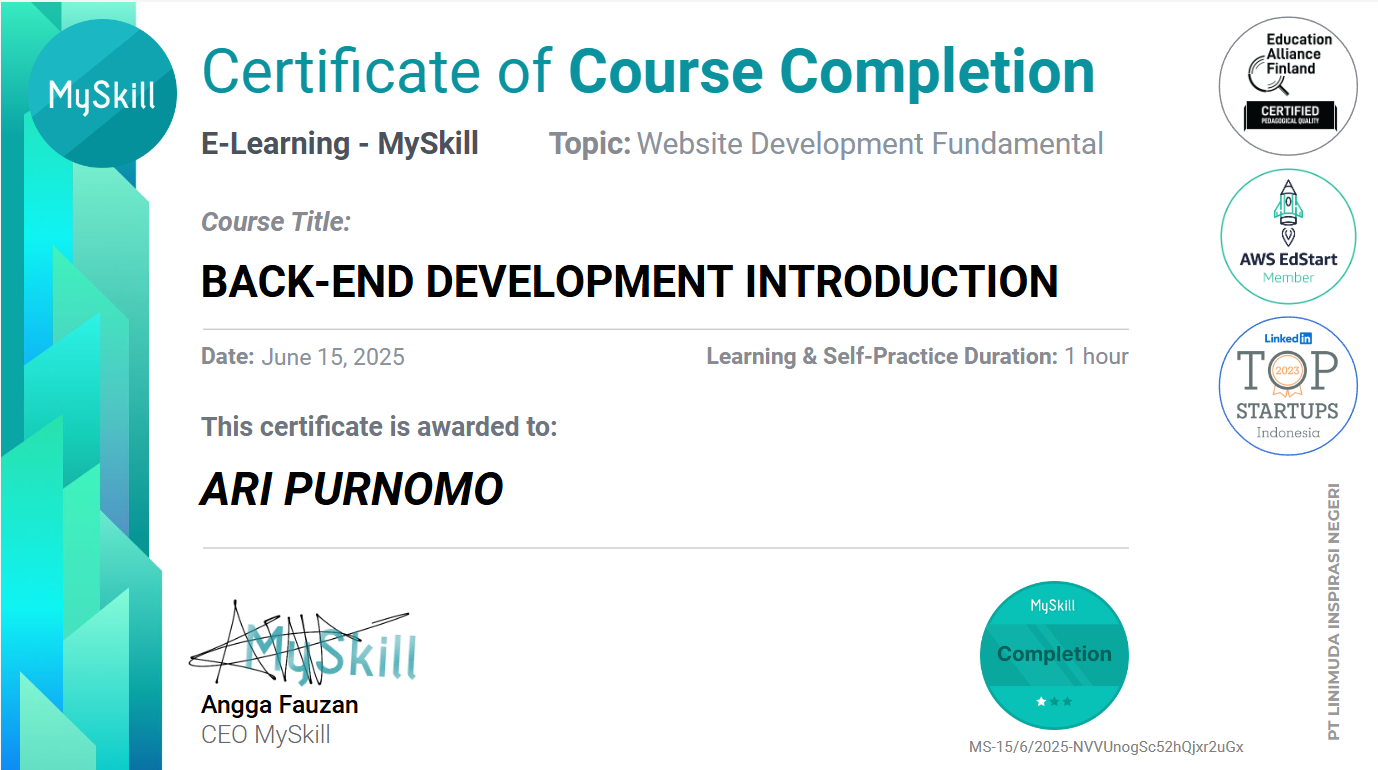 MySkill
Certificate of Course Completion
E-Learning - MySkill
Topic: Website Development Fundamental
Course Title:
BACK-END DEVELOPMENT INTRODUCTION
Date: June 15, 2025
Learning & Self-Practice Duration: 1 hour
This certificate is awarded to:
ARI PURNOMO
MySkill
Angga Fauzan
CEO MySkill
MySkill
Completion
MS-15/6/2025-NVVUnogSc52hQjxr2uGx
Education
Alliance
Finland
CERTIFIED
PEDAGOGICAL QUALITY
AWS EdStart
Member
Linked in
TOP
2023
STARTUPS
Indonesia
PT LINIMUDA INSPIRASI NEGERI